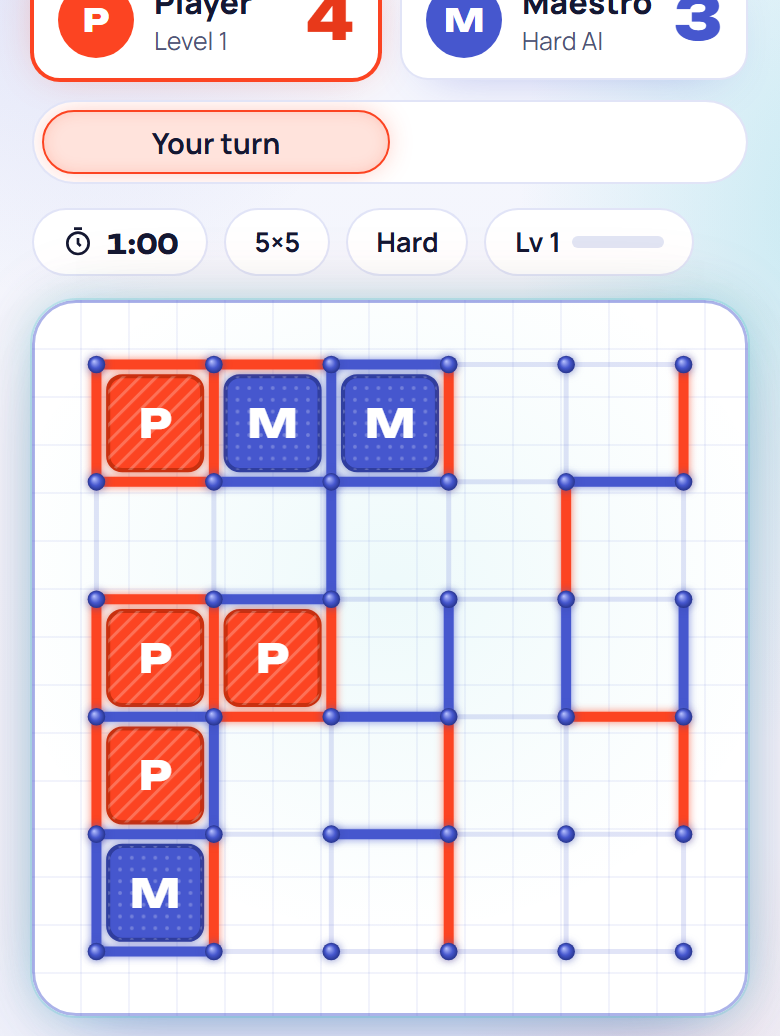 P Player 4
Level 1
M Maestro 3
Hard AI
Your turn
1:00 5×5 Hard Lv 1
P M M
P P
P
M